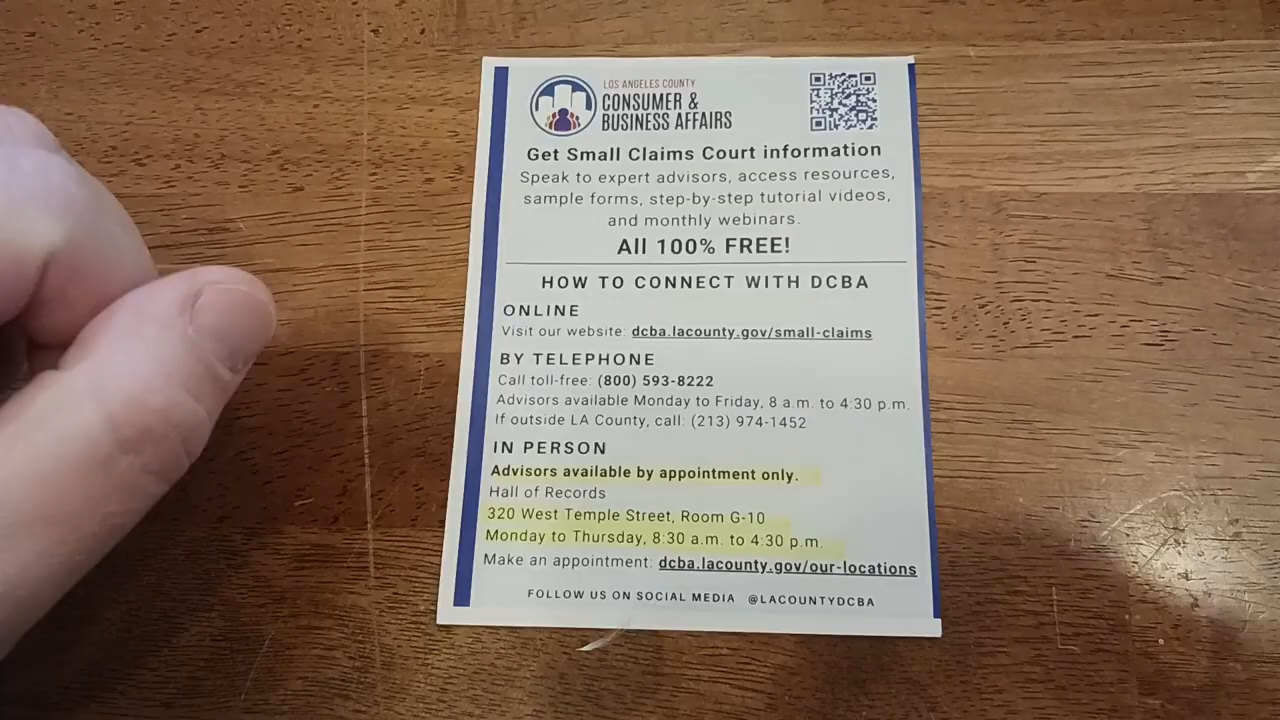 LOS ANGELES COUNTY
CONSUMER &
BUSINESS AFFAIRS
Get Small Claims Court information
Speak to expert advisors, access resources,
sample forms, step-by-step tutorial videos,
and monthly webinars.
All 100% FREE!
HOW TO CONNECT WITH DCBA
ONLINE
Visit our website: dcba.lacounty.gov/small-claims
BY TELEPHONE
Call toll-free: (800) 593-8222
Advisors available Monday to Friday, 8 a.m. to 4:30 p.m.
If outside LA County, call: (213) 974-1452
IN PERSON
Advisors available by appointment only.
Hall of Records
320 West Temple Street, Room G-10
Monday to Thursday, 8:30 a.m. to 4:30 p.m.
Make an appointment: dcba.lacounty.gov/our-locations
FOLLOW US ON SOCIAL MEDIA @LACOUNTYDCBA